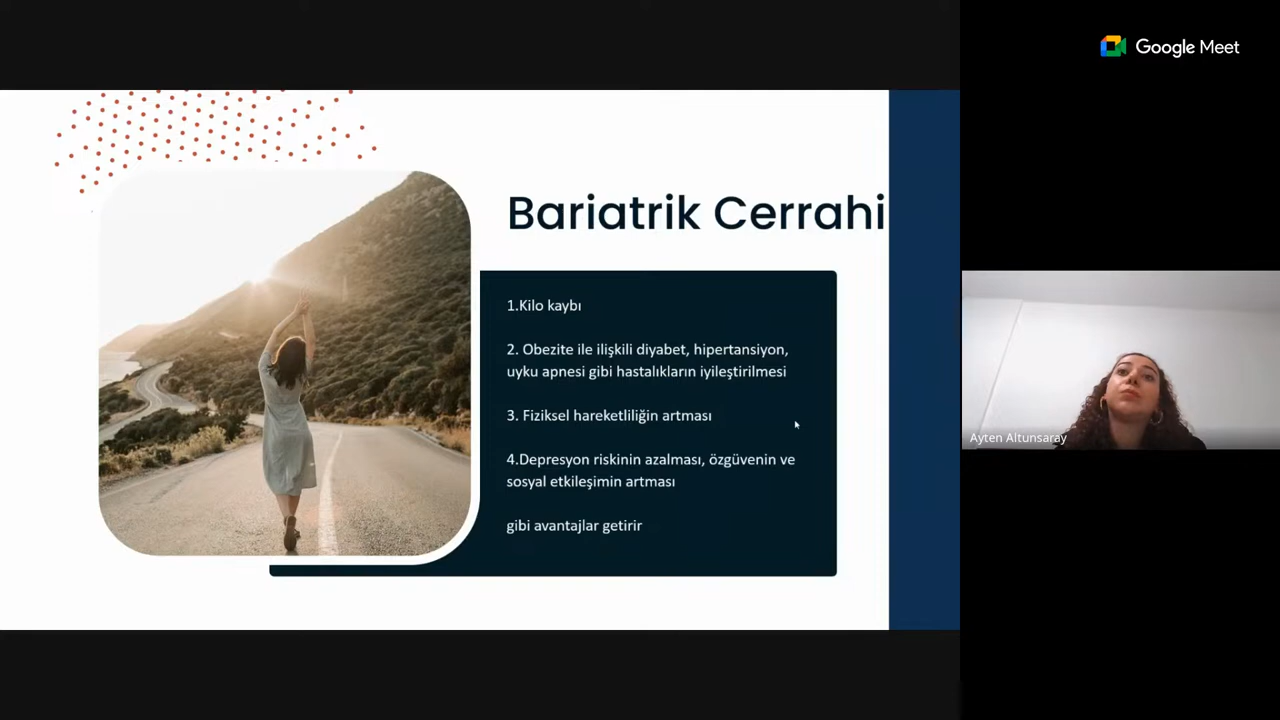 Google Meet
Bariatrik Cerrahi
1.Kilo kaybı
2. Obezite ile ilişkili diyabet, hipertansiyon,
uyku apnesi gibi hastalıkların iyileştirilmesi
3. Fiziksel hareketliliğin artması
4.Depresyon riskinin azalması, özgüvenin ve
sosyal etkileşimin artması
gibi avantajlar getirir
Ayten Altunsaray